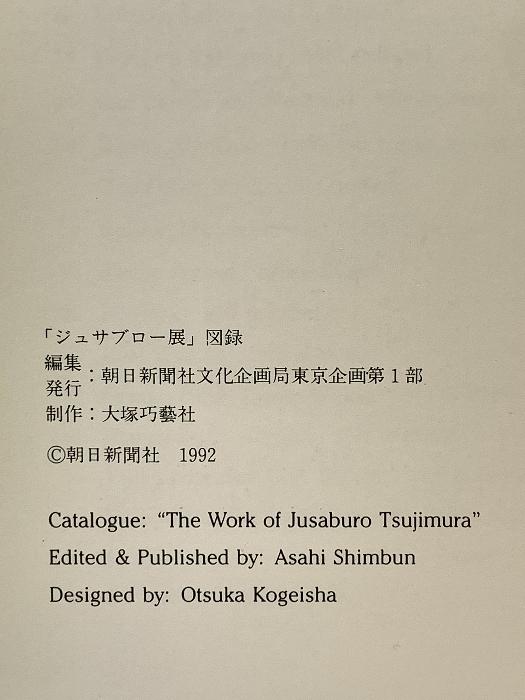 「ジュサブロー展」図録
編集
発行：朝日新聞社文化企画局東京企画第1部
制作：大塚巧藝社
©朝日新聞社　1992
Catalogue: “The Work of Jusaburo Tsujimura”
Edited & Published by: Asahi Shimbun
Designed by: Otsuka Kogeisha